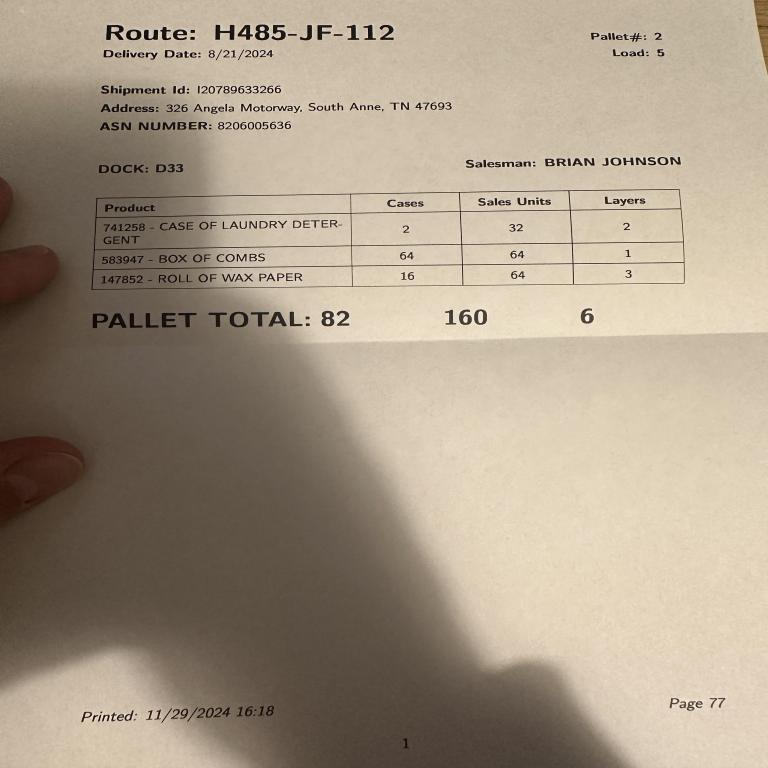 Route: H485-JF-112
Pallet#: 2
Delivery Date: 8/21/2024
Load: 5
Shipment Id: I20789633266
Address: 326 Angela Motorway, South Anne, TN 47693
ASN NUMBER: 8206005636
DOCK: D33
Salesman: BRIAN JOHNSON
Product Cases Sales Units Layers
741258 - CASE OF LAUNDRY DETER-
GENT 2 32 2
583947 - BOX OF COMBS 64 64 1
147852 - ROLL OF WAX PAPER 16 64 3
PALLET TOTAL: 82 160 6
Printed: 11/29/2024 16:18
Page 77
1